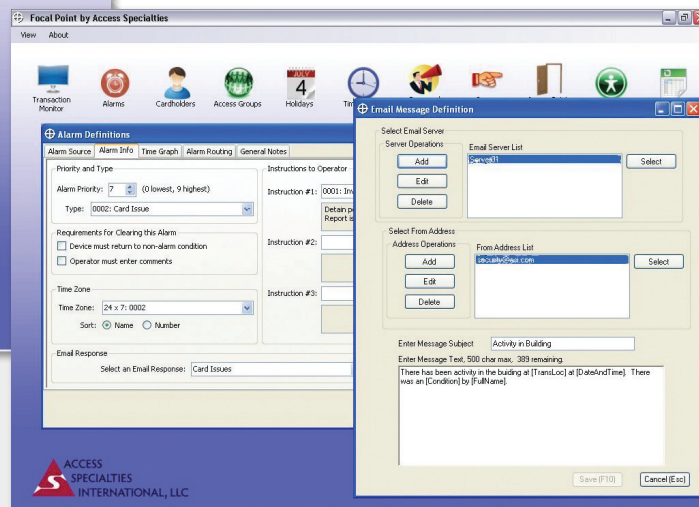 Focal Point by Access Specialties
View About
Transaction Monitor
Alarms
Cardholders
Access Groups
JULY
4
Holidays
Alarm Definitions
Alarm Source Alarm Info Time Graph Alarm Routing General Notes
Priority and Type
Alarm Priority: 7 (0 lowest, 9 highest)
Type: 0002: Card Issue
Requirements for Clearing this Alarm
Device must return to non-alarm condition
Operator must enter comments
Time Zone
Time Zone: 24 x 7: 0002
Sort: Name Number
Email Response
Select an Email Response: Card Issues
Instructions to Operator
Instruction #1: 0001: Inv
Detain pe
Report is
Instruction #2:
Instruction #3:
Email Message Definition
Select Email Server
Server Operations
Add
Edit
Delete
Email Server List
Server01
Select
Select From Address
Address Operations
Add
Edit
Delete
From Address List
Select
Enter Message Subject Activity in Building
Enter Message Text, 500 char max, 389 remaining.
There has been activity in the buiding at [TransLoc] at [DateAndTime]. There
was an [Condition] by [FullName].
Save (F10) Cancel (Esc)
ACCESS
SPECIALTIES
INTERNATIONAL, LLC